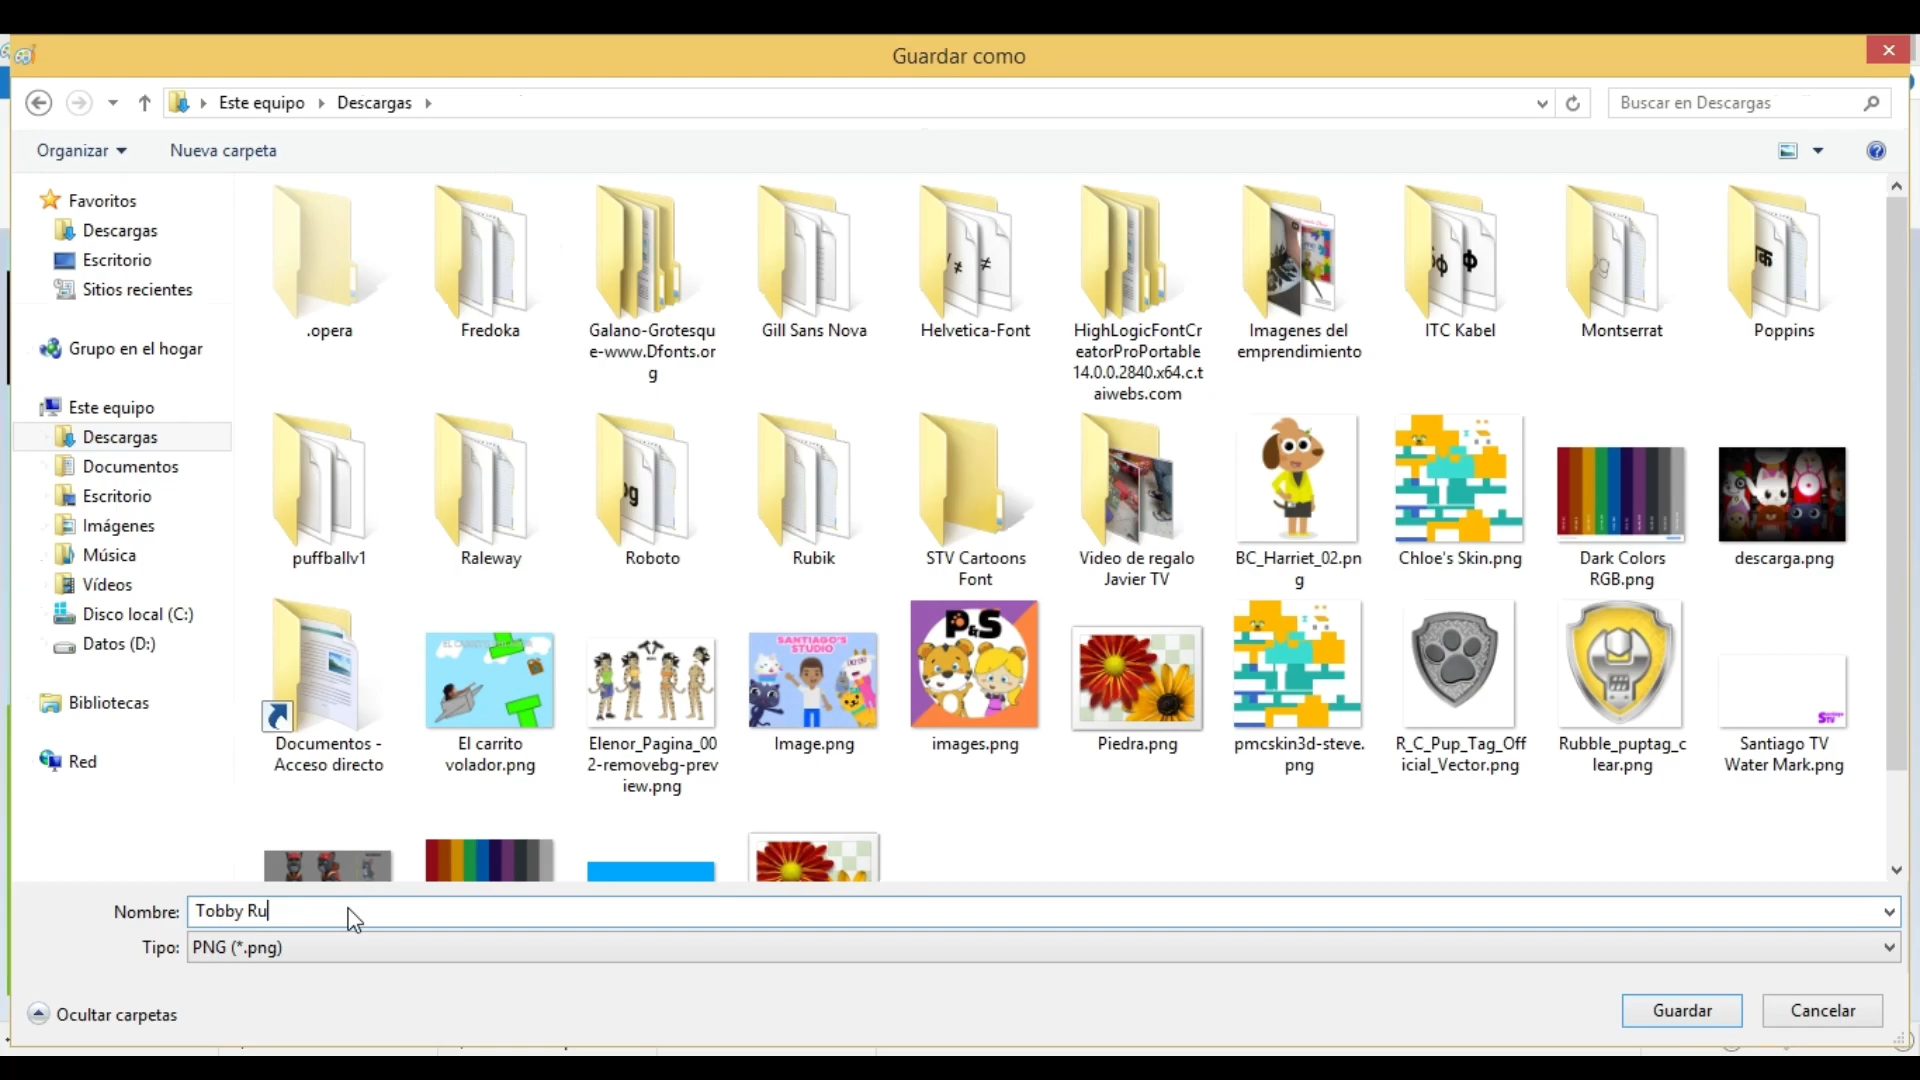 Guardar como
Este equipo
Descargas
Buscar en Descargas
Organizar
Nueva carpeta
Favoritos
Descargas
Escritorio
Sitios recientes
Grupo en el hogar
Este equipo
Descargas
Documentos
Escritorio
Imágenes
Música
Vídeos
Disco local (C:)
Datos (D:)
Bibliotecas
Red
.opera
Fredoka
Galano-Grotesqu
e-www.Dfonts.or
g
Gill Sans Nova
Helvetica-Font
HighLogicFontCr
eatorProPortable
14.0.0.2840.x64.c.t
aiwebs.com
Imagenes del
emprendimiento
ITC Kabel
Montserrat
Poppins
puffballv1
Raleway
Roboto
Rubik
STV Cartoons
Font
Video de regalo
Javier TV
BC_Harriet_02.pn
g
Chloe's Skin.png
Dark Colors
RGB.png
descarga.png
Documentos -
Acceso directo
El carrito
volador.png
Elenor_Pagina_00
2-removebg-prev
iew.png
SANTIAGO'S
STUDIO
Image.png
P&S
images.png
Piedra.png
pmcskin3d-steve.
png
R_C_Pup_Tag_Off
icial_Vector.png
Rubble_puptag_c
lear.png
Santiago TV
Water Mark.png
Nombre:
Tobby Ru
Tipo:
PNG (*.png)
Ocultar carpetas
Guardar
Cancelar